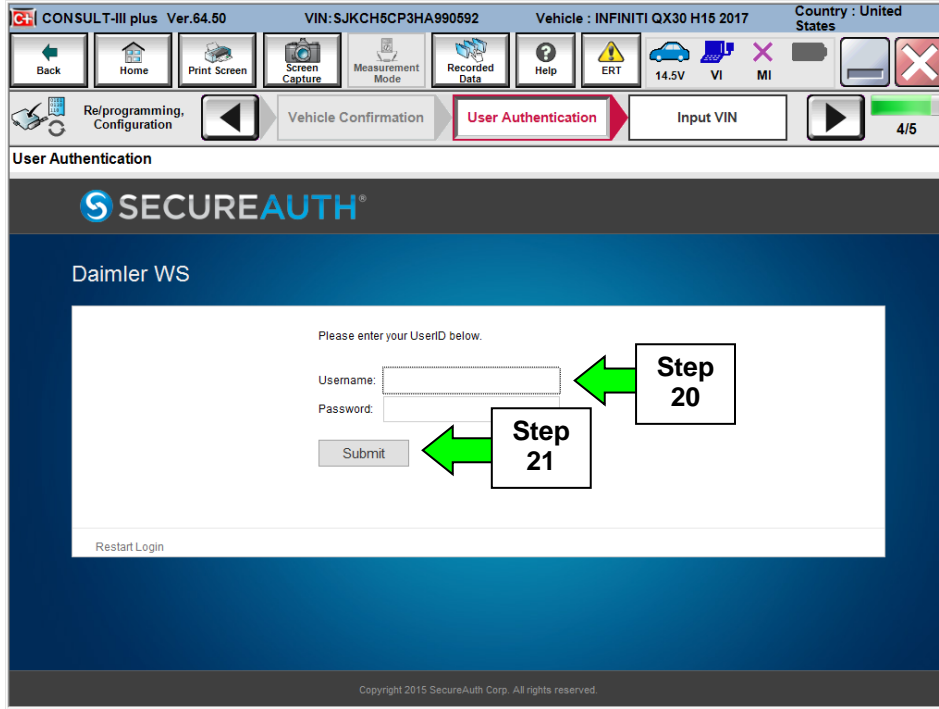 C+ CONSULT-III plus Ver.64.50 VIN:SJKCH5CP3HA990592 Vehicle : INFINITI QX30 H15 2017 Country : United States
Back Home Print Screen Screen Capture Measurement Mode Recorded Data Help ERT 14.5V VI MI
Re/programming, Configuration Vehicle Confirmation User Authentication Input VIN 4/5
User Authentication
S SECUREAUTH®
Daimler WS
Please enter your UserID below.
Username:
Step 20
Password:
Submit
Step 21
Restart Login
Copyright 2015 SecureAuth Corp. All rights reserved.